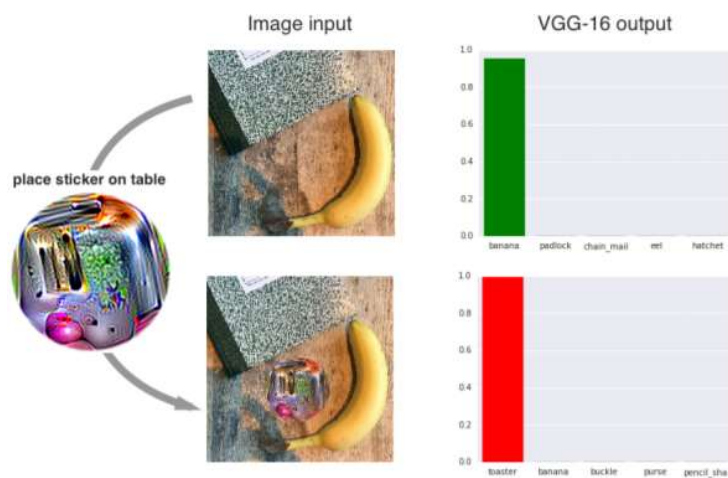 Image input
VGG-16 output
place sticker on table
1.0
0.8
0.6
0.4
0.2
0.0
banana padlock chain_mail eel hatchet
1.0
0.8
0.6
0.4
0.2
0.0
toaster banana buckle purse pencil_sha